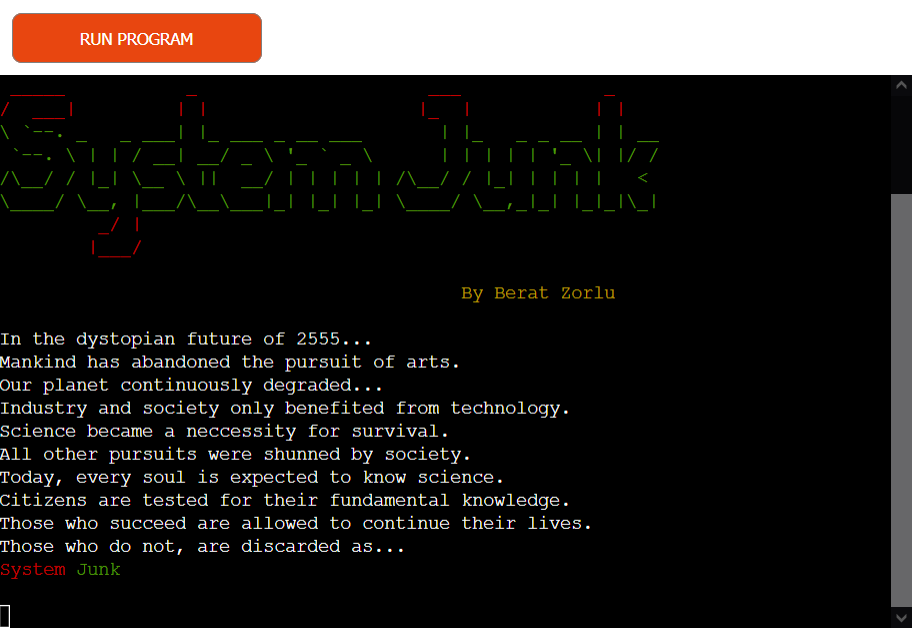 RUN PROGRAM
System Junk
By Berat Zorlu
In the dystopian future of 2555...
Mankind has abandoned the pursuit of arts.
Our planet continuously degraded...
Industry and society only benefited from technology.
Science became a neccessity for survival.
All other pursuits were shunned by society.
Today, every soul is expected to know science.
Citizens are tested for their fundamental knowledge.
Those who succeed are allowed to continue their lives.
Those who do not, are discarded as...
System Junk